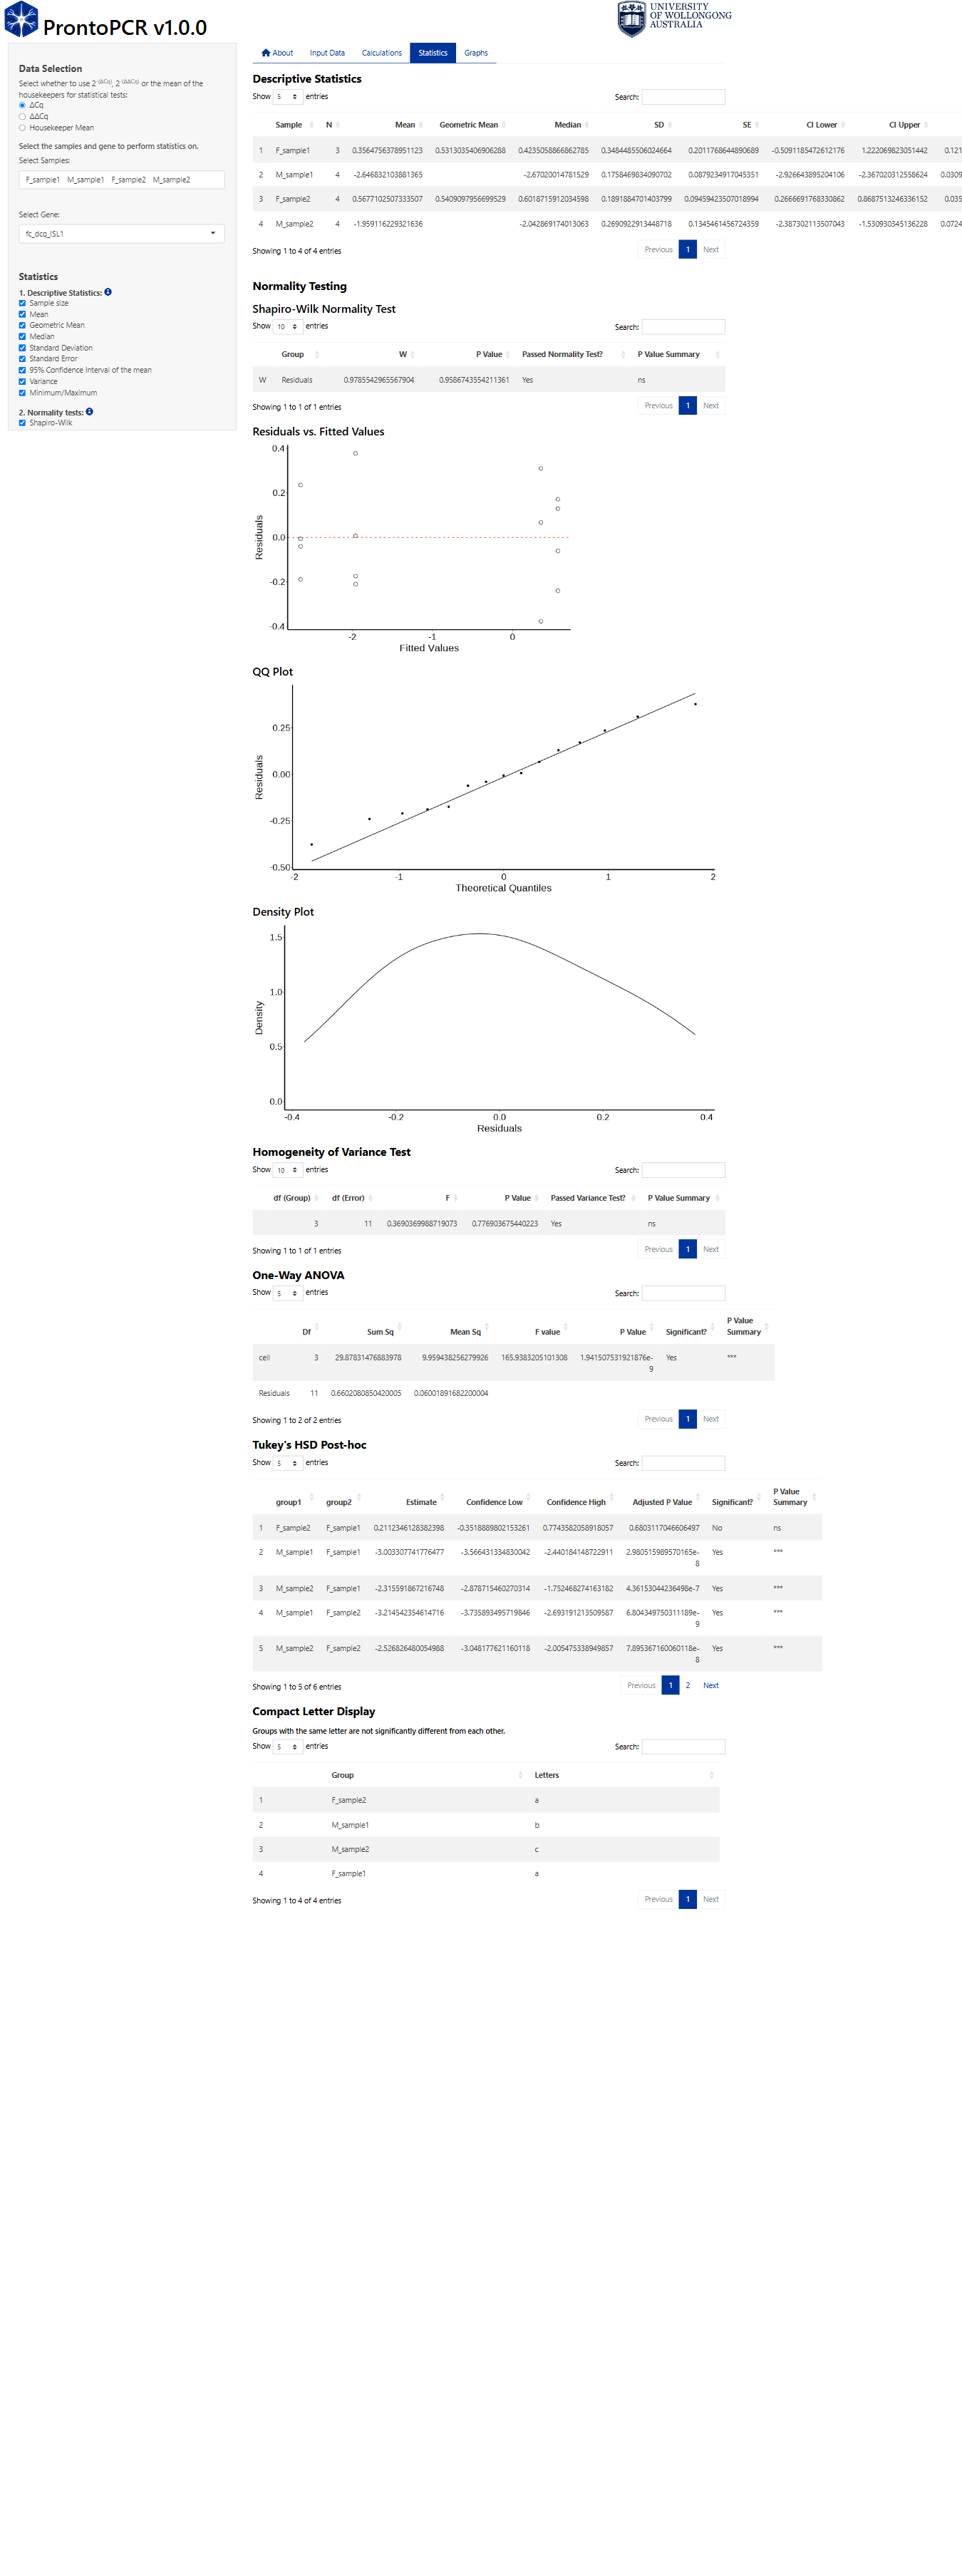 ProntoPCR v1.0.0
UNIVERSITY
OF WOLLONGONG
AUSTRALIA
Data Selection
Select whether to use 2^-(ΔCq), 2^-(ΔΔCq) or the mean of the
housekeepers for statistical tests:
ΔCq
ΔΔCq
Housekeeper Mean
Select the samples and gene to perform statistics on.
Select Samples:
F_sample1 M_sample1 F_sample2 M_sample2
Select Gene:
fc_dcq_ISL1
Statistics
1. Descriptive Statistics:
Sample size
Mean
Geometric Mean
Median
Standard Deviation
Standard Error
95% Confidence Interval of the mean
Variance
Minimum/Maximum
2. Normality tests:
Shapiro-Wilk
About Input Data Calculations Statistics Graphs
Descriptive Statistics
Show 5 entries Search:
Sample N Mean Geometric Mean Median SD SE CI Lower CI Upper
1 F_sample1 3 0.3564756378951123 0.5313035406906288 0.4235058866862785 0.3484485506024664 0.2011768644890689 -0.5091185472612176 1.222069823051442 0.121
2 M_sample1 4 -2.646832103881365 -2.67020014781529 0.1758469834090702 0.0879234917045351 -2.926643895204106 -2.367020312558624 0.0309
3 F_sample2 4 0.5677102507333507 0.5409097956699529 0.6018715912034598 0.1891884701403799 0.09459423507018994 0.2666691768330862 0.8687513246336152 0.035
4 M_sample2 4 -1.959116229321636 -2.042869174013063 0.2690922913448718 0.1345461456724359 -2.387302113507043 -1.530930345136228 0.0724
Showing 1 to 4 of 4 entries Previous 1 Next
Normality Testing
Shapiro-Wilk Normality Test
Show 10 entries Search:
Group W P Value Passed Normality Test? P Value Summary
W Residuals 0.9785542965567904 0.9586743554211361 Yes ns
Showing 1 to 1 of 1 entries Previous 1 Next
Residuals vs. Fitted Values
0.4
0.2
0.0
-0.2
-0.4
Residuals
-2 -1 0
Fitted Values
QQ Plot
0.25
0.00
-0.25
-0.50
Residuals
-2 -1 0 1 2
Theoretical Quantiles
Density Plot
1.5
1.0
0.5
0.0
Density
-0.4 -0.2 0.0 0.2 0.4
Residuals
Homogeneity of Variance Test
Show 10 entries Search:
df (Group) df (Error) F P Value Passed Variance Test? P Value Summary
3 11 0.3690369988719073 0.776903675440223 Yes ns
Showing 1 to 1 of 1 entries Previous 1 Next
One-Way ANOVA
Show 5 entries Search:
Df Sum Sq Mean Sq F value P Value Significant? P Value
Summary
cell 3 29.87831476883978 9.959438256279926 165.9383205101308 1.941507531921876e- Yes ***
9
Residuals 11 0.6602080850420005 0.06001891682200004
Showing 1 to 2 of 2 entries Previous 1 Next
Tukey's HSD Post-hoc
Show 5 entries Search:
group1 group2 Estimate Confidence Low Confidence High Adjusted P Value Significant? P Value
Summary
1 F_sample2 F_sample1 0.2112346128382398 -0.3518889802153261 0.7743582058918057 0.6803117046606497 No ns
2 M_sample1 F_sample1 -3.003307741776477 -3.566431334830042 -2.440184148722911 2.980515989570165e- Yes ***
8
3 M_sample2 F_sample1 -2.315591867216748 -2.878715460270314 -1.752468274163182 4.36153044236498e-7 Yes ***
4 M_sample1 F_sample2 -3.214542354614716 -3.735893495719846 -2.693191213509587 6.804349750311189e- Yes ***
9
5 M_sample2 F_sample2 -2.526826480054988 -3.048177621160118 -2.005475338949857 7.895367160060118e- Yes ***
8
Showing 1 to 5 of 6 entries Previous 1 2 Next
Compact Letter Display
Groups with the same letter are not significantly different from each other.
Show 5 entries Search:
Group Letters
1 F_sample2 a
2 M_sample1 b
3 M_sample2 c
4 F_sample1 a
Showing 1 to 4 of 4 entries Previous 1 Next